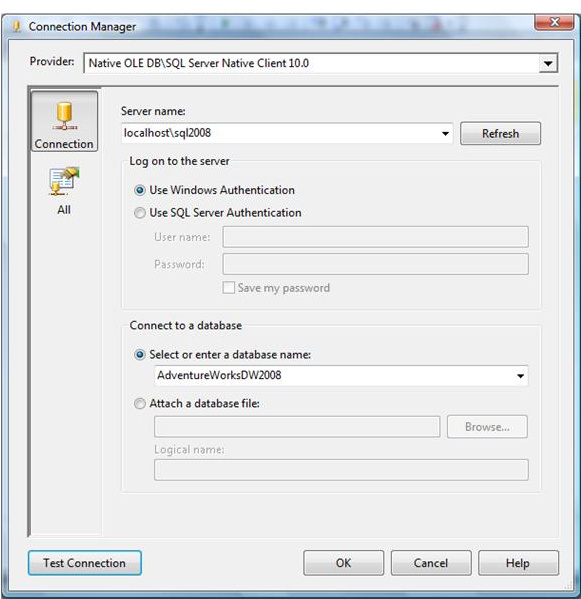 Connection Manager
Provider: Native OLE DB\SQL Server Native Client 10.0
Connection
All
Server name:
localhost\sql2008 Refresh
Log on to the server
Use Windows Authentication
Use SQL Server Authentication
User name:
Password:
Save my password
Connect to a database
Select or enter a database name:
AdventureWorksDW2008
Attach a database file:
Browse...
Logical name:
Test Connection OK Cancel Help